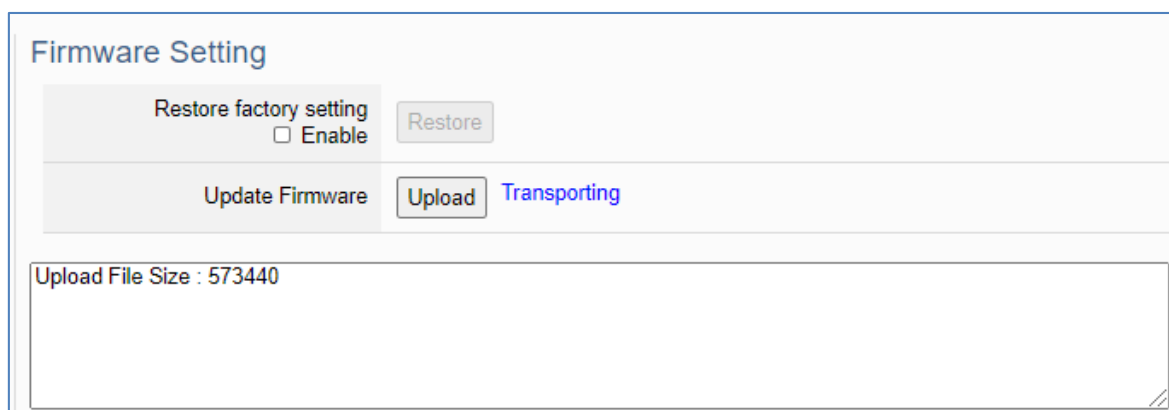 Firmware Setting
Restore factory setting
Enable
Restore
Update Firmware
Upload
Transporting
Upload File Size : 573440